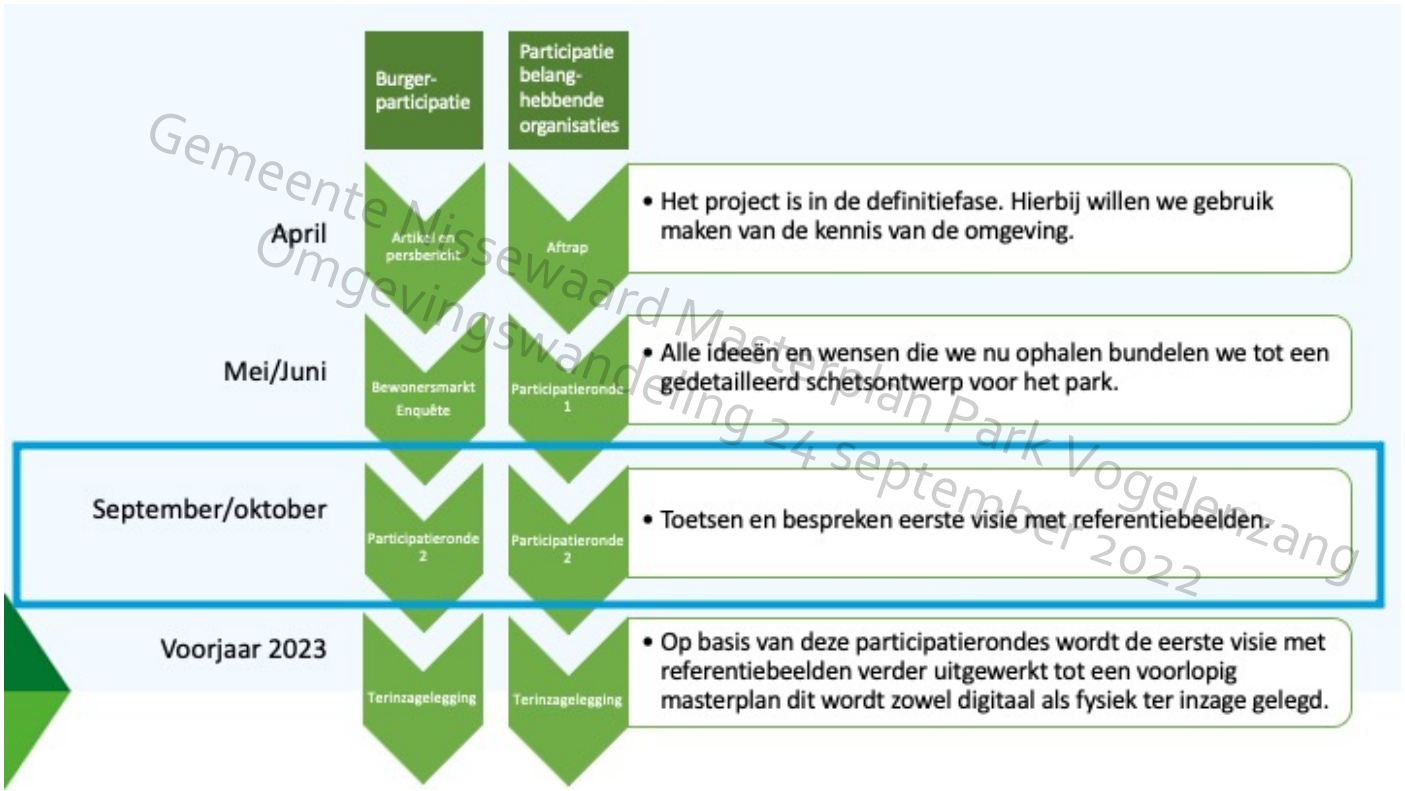 Burger-
participatie
Participatie
belang-
hebbende
organisaties
April
Artikel en
persbericht
Aftrap
• Het project is in de definitiefase. Hierbij willen we gebruik
maken van de kennis van de omgeving.
Mei/Juni
Bewonersmarkt
Enquête
Participatieronde
1
• Alle ideeën en wensen die we nu ophalen bundelen we tot een
gedetailleerd schetsontwerp voor het park.
September/oktober
Participatieronde
2
Participatieronde
2
• Toetsen en bespreken eerste visie met referentiebeelden.
Voorjaar 2023
Terinzagelegging
Terinzagelegging
• Op basis van deze participatierondes wordt de eerste visie met
referentiebeelden verder uitgewerkt tot een voorlopig
masterplan dit wordt zowel digitaal als fysiek ter inzage gelegd.
Gemeente Nissewaard Masterplan Park Vogelenzang
Omgevingswandeling 24 september 2022